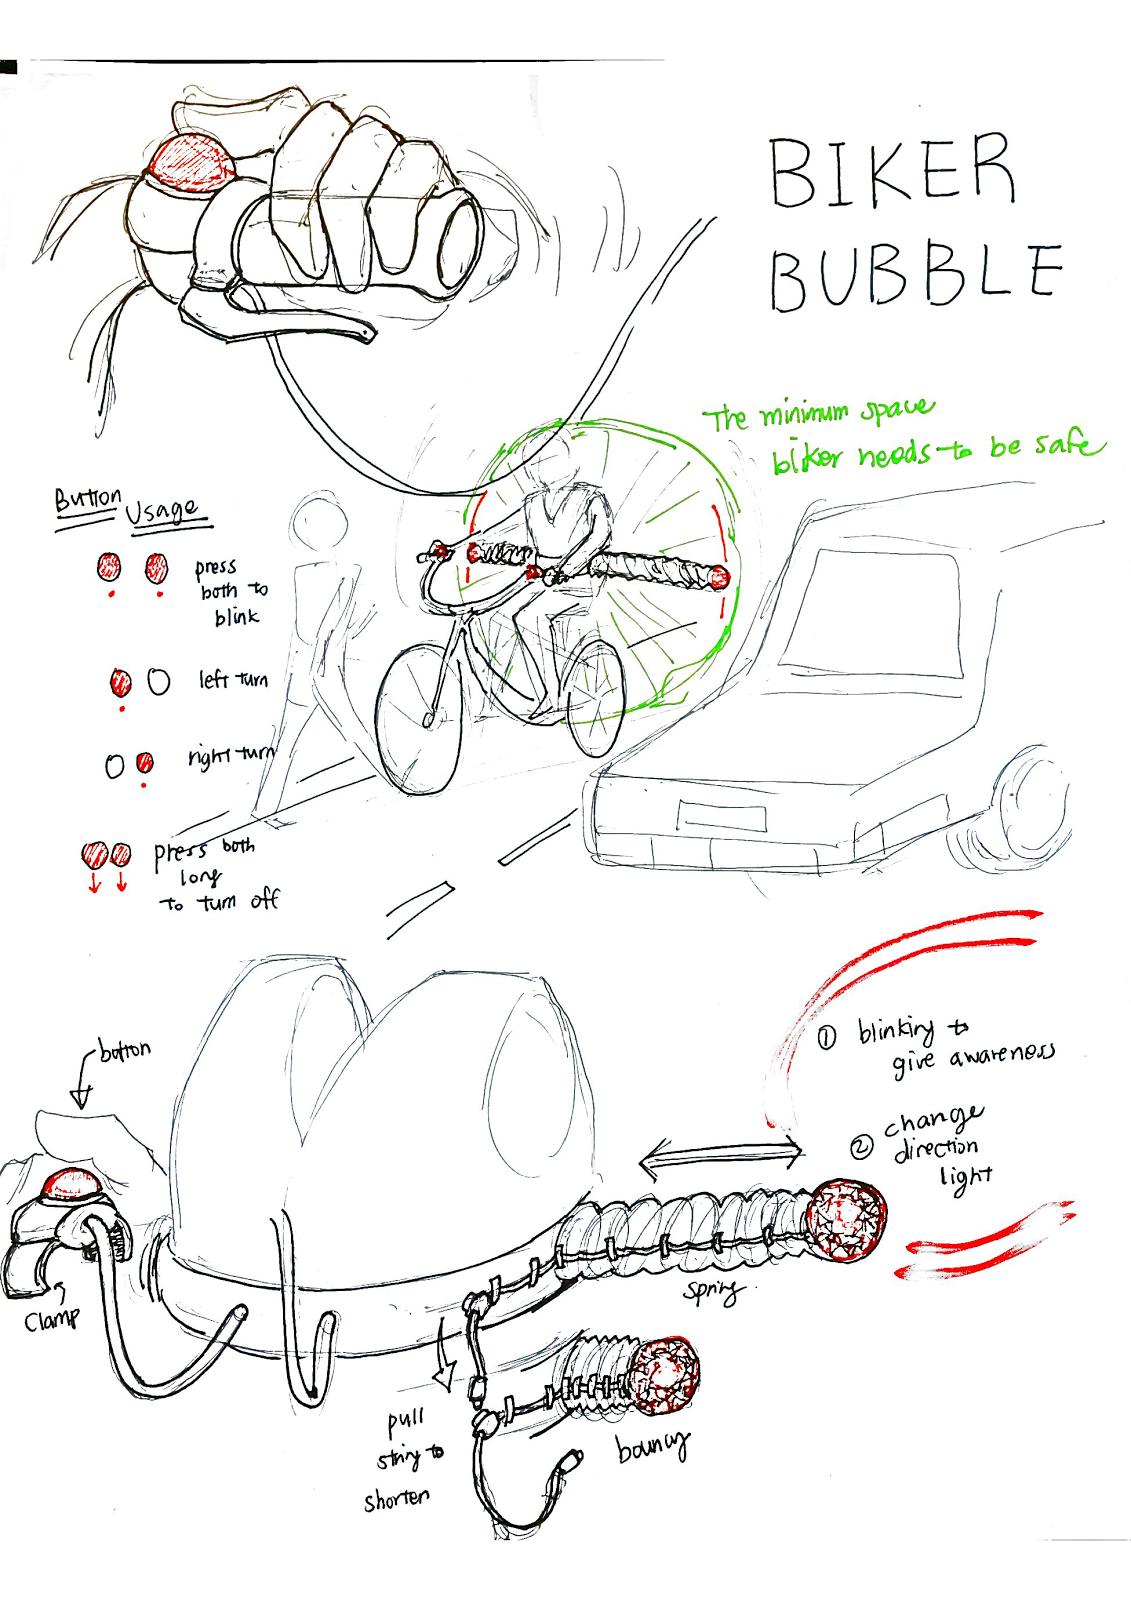 BIKER
BUBBLE
The minimum space
biker needs to be safe
Button Usage
press
both to
blink
left turn
right turn
press both
long
to turn off
button
clamp
① blinking to
give awareness
② change
direction
light
spring
pull
string to
shorten
bouncy